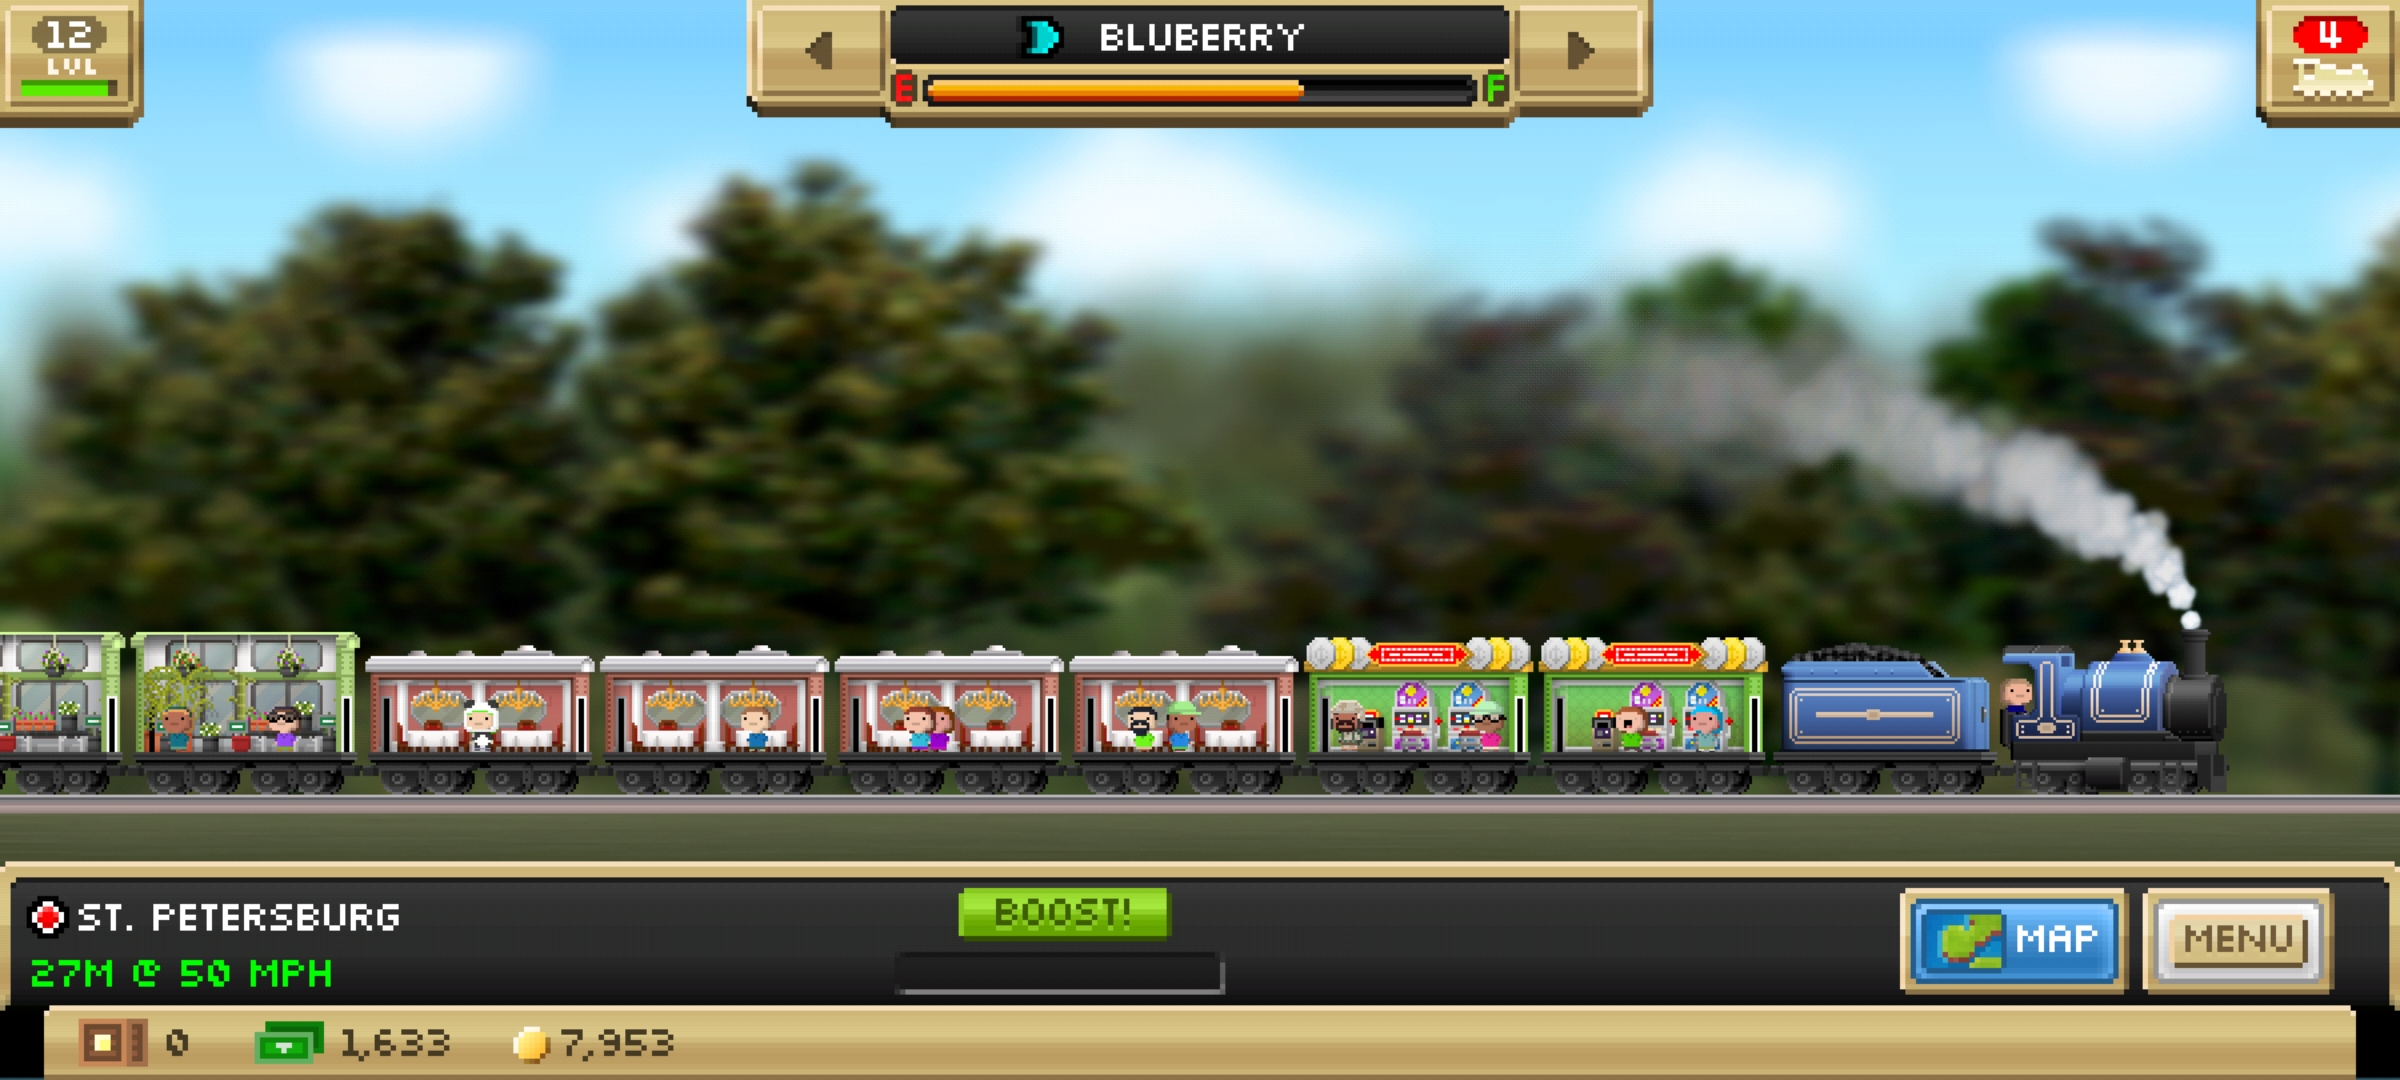 12
LVL
BLUBERRY
E F
4
ST. PETERSBURG
27M @ 50 MPH
BOOST!
MAP
MENU
0 1,633 7,953